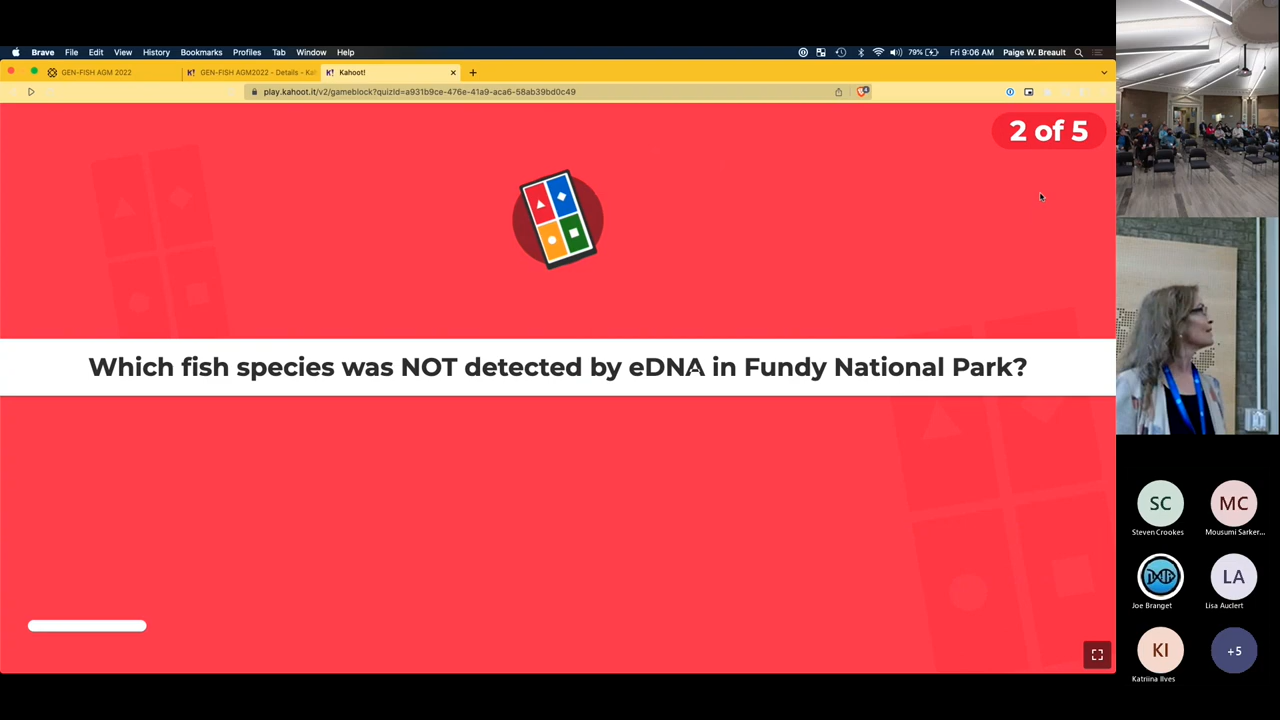 Brave File Edit View History Bookmarks Profiles Tab Window Help 79% Fri 9:06 AM Paige W. Breault
GEN-FISH AGM 2022
K! GEN-FISH AGM2022 - Details - Ka
K! Kahoot!
play.kahoot.it/v2/gameblock?quizId=a931b9ce-476e-41a9-aca6-58ab39bd0c49
2 of 5
Which fish species was NOT detected by eDNA in Fundy National Park?
SC
Steven Crookes
MC
Mousumi Sarker...
Joe Branget
LA
Lisa Auclert
KI
Katriina Ilves
+5